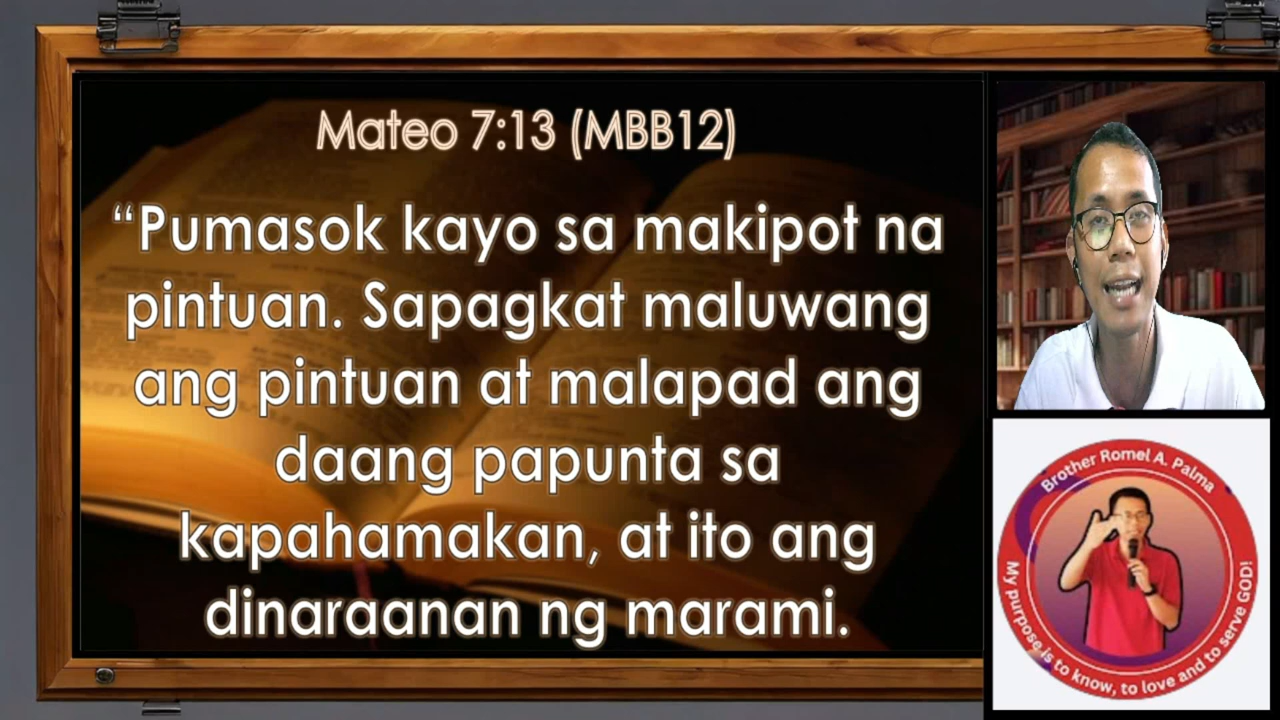 Mateo 7:13 (MBB12)
“Pumasok kayo sa makipot na
pintuan. Sapagkat maluwang
ang pintuan at malapad ang
daang papunta sa
kapahamakan, at ito ang
dinaraanan ng marami.
Brother Romel A. Palma
My purpose is to know, to love and to serve GOD!